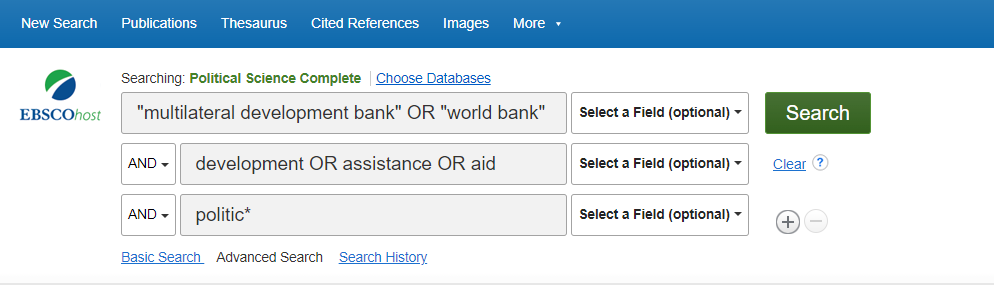 New Search Publications Thesaurus Cited References Images More
Searching: Political Science Complete Choose Databases
EBSCOhost
"multilateral development bank" OR "world bank" Select a Field (optional) Search
AND development OR assistance OR aid Select a Field (optional) Clear ?
AND politic* Select a Field (optional) + −
Basic Search Advanced Search Search History